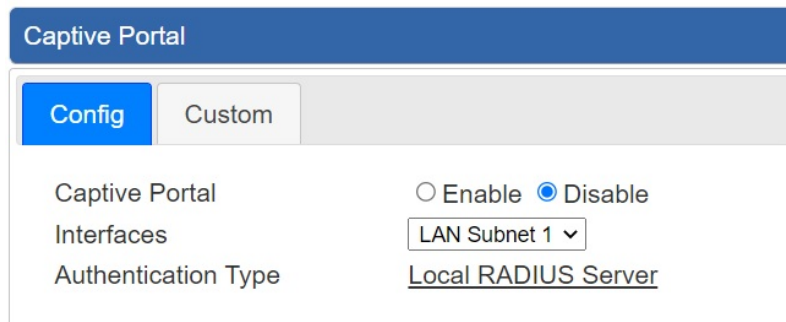 Captive Portal
Config Custom
Captive Portal Enable Disable
Interfaces LAN Subnet 1
Authentication Type Local RADIUS Server